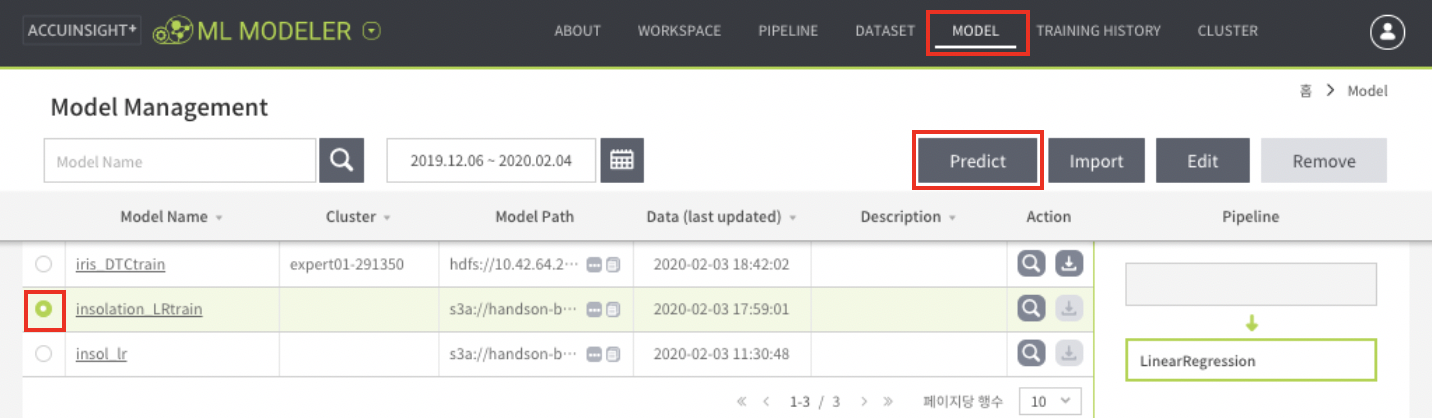 ACCUINSIGHT+ ML MODELER ABOUT WORKSPACE PIPELINE DATASET MODEL TRAINING HISTORY CLUSTER
홈 > Model
Model Management
Model Name 2019.12.06 ~ 2020.02.04 Predict Import Edit Remove
Model Name Cluster Model Path Data (last updated) Description Action Pipeline
iris_DTCtrain expert01-291350 hdfs://10.42.64.2··· 2020-02-03 18:42:02
insolation_LRtrain s3a://handson-b··· 2020-02-03 17:59:01
insol_lr s3a://handson-b··· 2020-02-03 11:30:48
LinearRegression
« < 1-3 / 3 > » 페이지당 행수 10